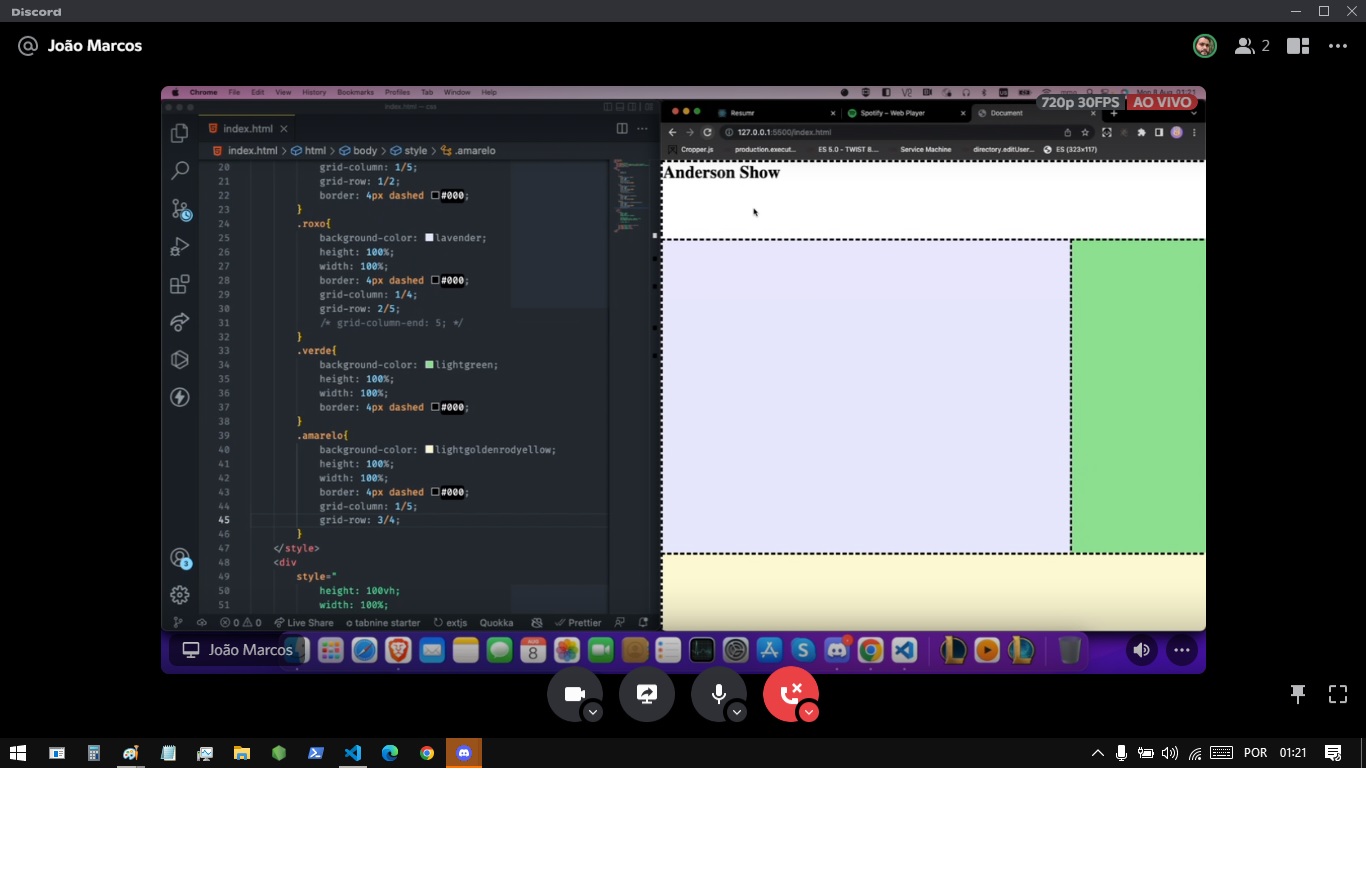 Discord
João Marcos
2
Chrome File Edit View History Bookmarks Profiles Tab Window Help
Mon 8 Aug 01:21
index.html — css
720p 30FPS AO VIVO
Spotify – Web Player
Document
index.html
127.0.0.1:5500/index.html
index.html > html > body > style > .amarelo
Cropper.js
production.execut...
ES 5.0 - TWIST B....
Service Machine
directory.editUser...
ES (323×117)
20 grid-column: 1/5;
21 grid-row: 1/2;
22 border: 4px dashed #000;
23 }
24 .roxo{
25 background-color: lavender;
26 height: 100%;
27 width: 100%;
28 border: 4px dashed #000;
29 grid-column: 1/4;
30 grid-row: 2/5;
31 /* grid-column-end: 5; */
32 }
33 .verde{
34 background-color: lightgreen;
35 height: 100%;
36 width: 100%;
37 border: 4px dashed #000;
38 }
39 .amarelo{
40 background-color: lightgoldenrodyellow;
41 height: 100%;
42 width: 100%;
43 border: 4px dashed #000;
44 grid-column: 1/5;
45 grid-row: 3/4;
46 }
47 </style>
48 <div
49 style="
50 height: 100vh;
51 width: 100%;
Anderson Show
0 0 Live Share tabnine starter extjs Quokka Prettier
3
João Marcos
AUG
8
POR 01:21